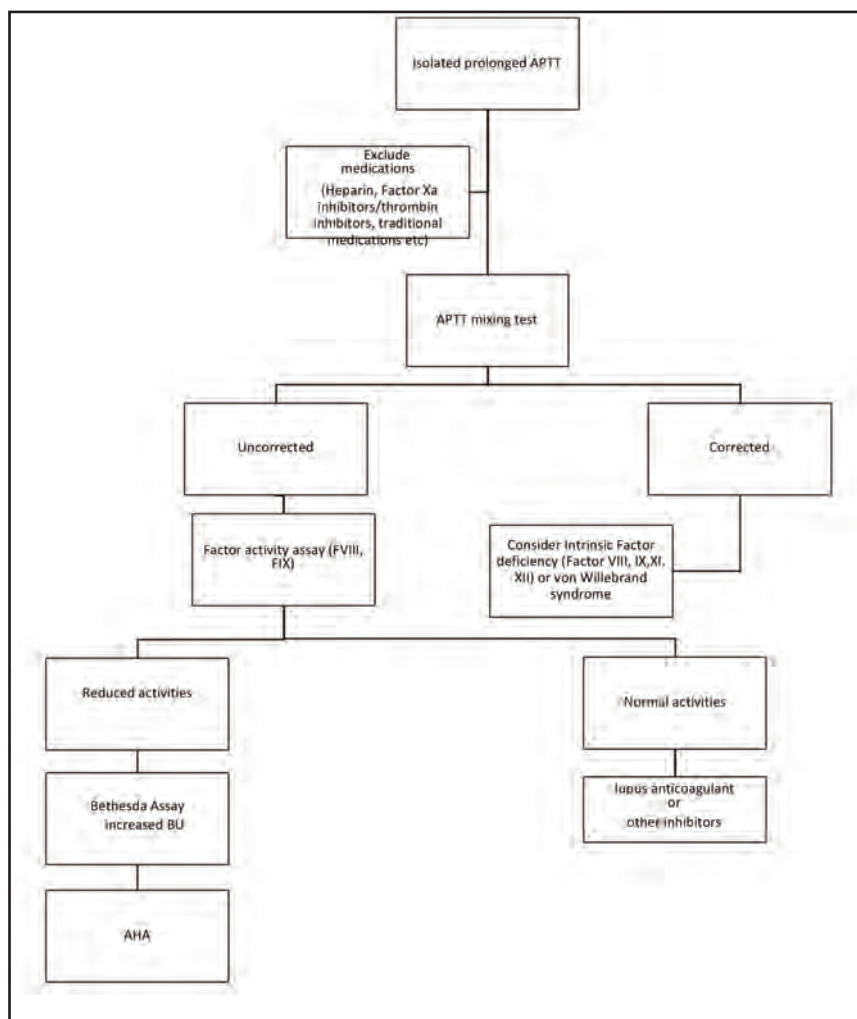 Isolated prolonged APTT
Exclude
medications
(Heparin, Factor Xa
inhibitors/thrombin
inhibitors, traditional
medications etc)
APTT mixing test
Uncorrected
Corrected
Factor activity assay (FVIII,
FIX)
Consider Intrinsic Factor
deficiency (Factor VIII, IX,XI,
XII) or von Willebrand
syndrome
Reduced activities
Normal activities
Bethesda Assay
increased BU
lupus anticoagulant
or
other inhibitors
AHA